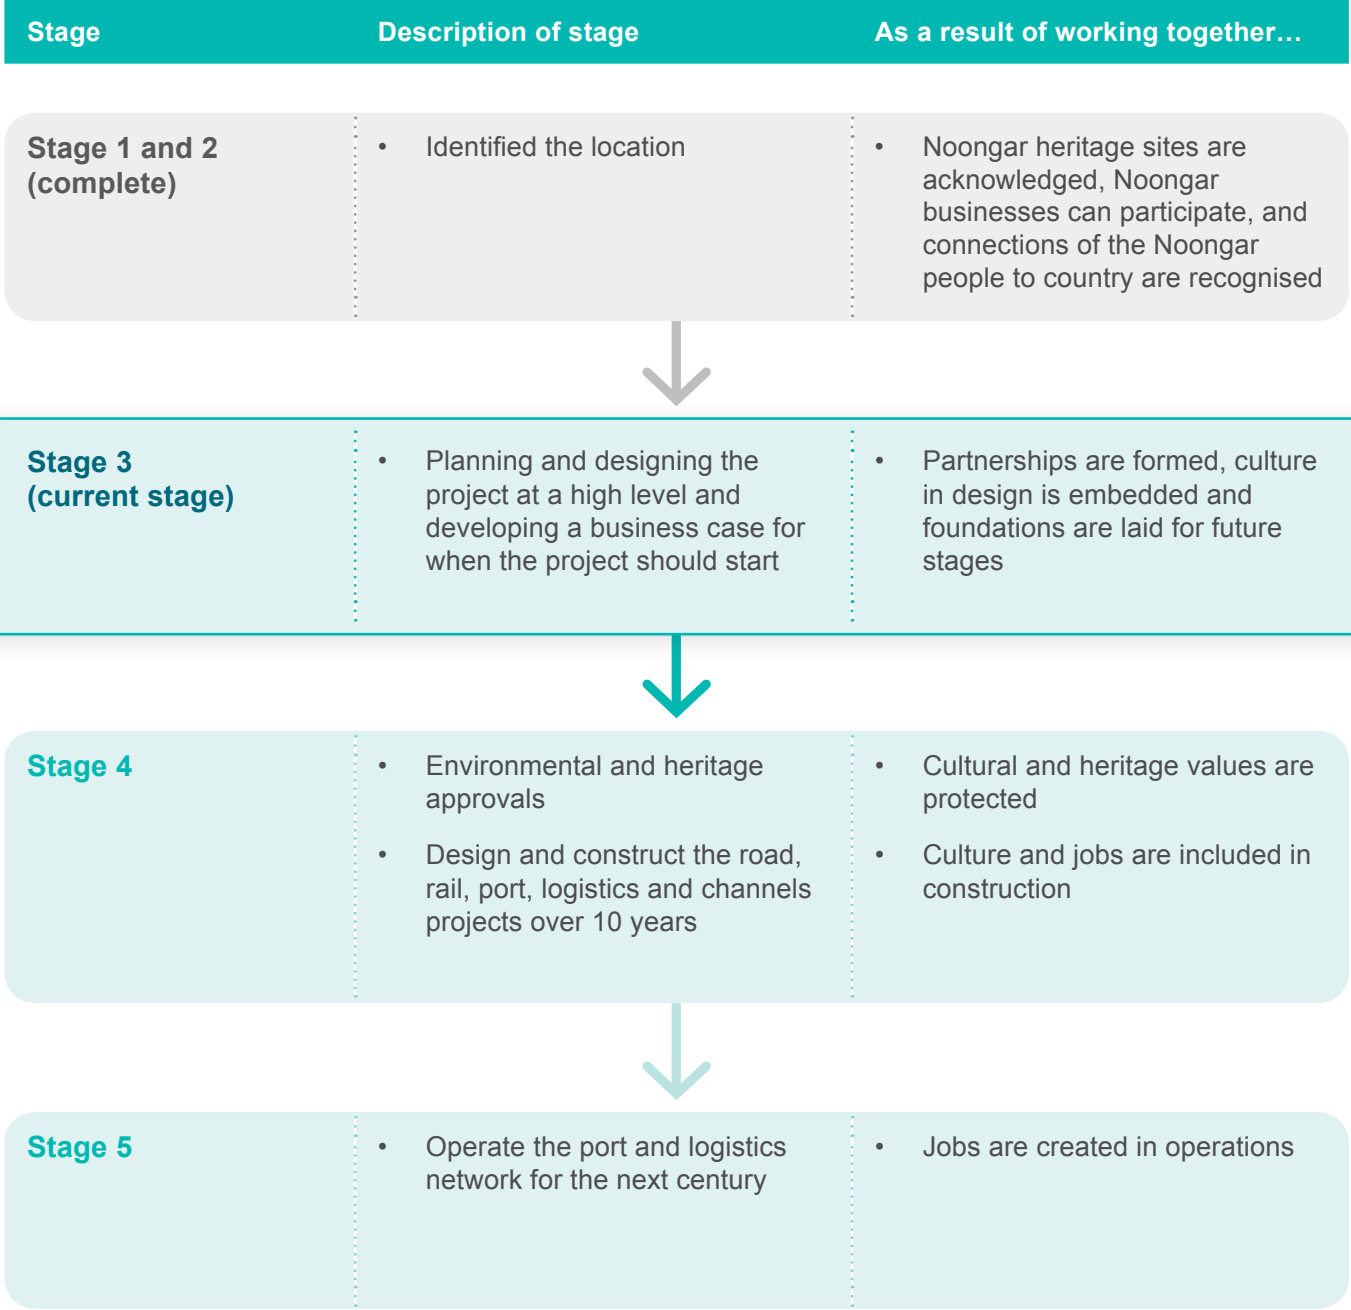 Stage
Description of stage
As a result of working together…
Stage 1 and 2
(complete)
• Identified the location
• Noongar heritage sites are
acknowledged, Noongar
businesses can participate, and
connections of the Noongar
people to country are recognised
Stage 3
(current stage)
• Planning and designing the
project at a high level and
developing a business case for
when the project should start
• Partnerships are formed, culture
in design is embedded and
foundations are laid for future
stages
Stage 4
• Environmental and heritage
approvals
• Design and construct the road,
rail, port, logistics and channels
projects over 10 years
• Cultural and heritage values are
protected
• Culture and jobs are included in
construction
Stage 5
• Operate the port and logistics
network for the next century
• Jobs are created in operations